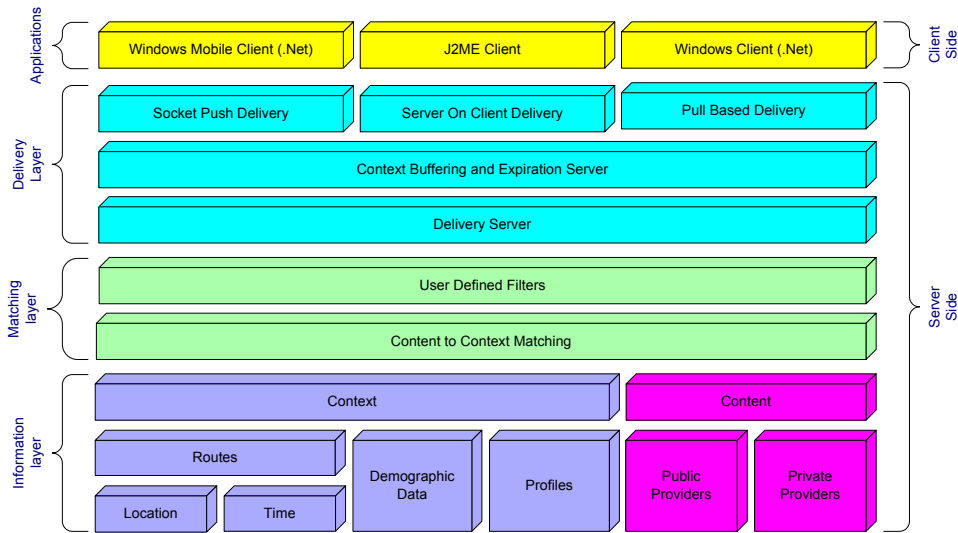 Applications
Windows Mobile Client (.Net)
J2ME Client
Windows Client (.Net)
Client
Side
Delivery
Layer
Socket Push Delivery
Server On Client Delivery
Pull Based Delivery
Context Buffering and Expiration Server
Delivery Server
Matching
layer
User Defined Filters
Content to Context Matching
Server
Side
Information
layer
Context
Content
Routes
Demographic
Data
Profiles
Public
Providers
Private
Providers
Location
Time